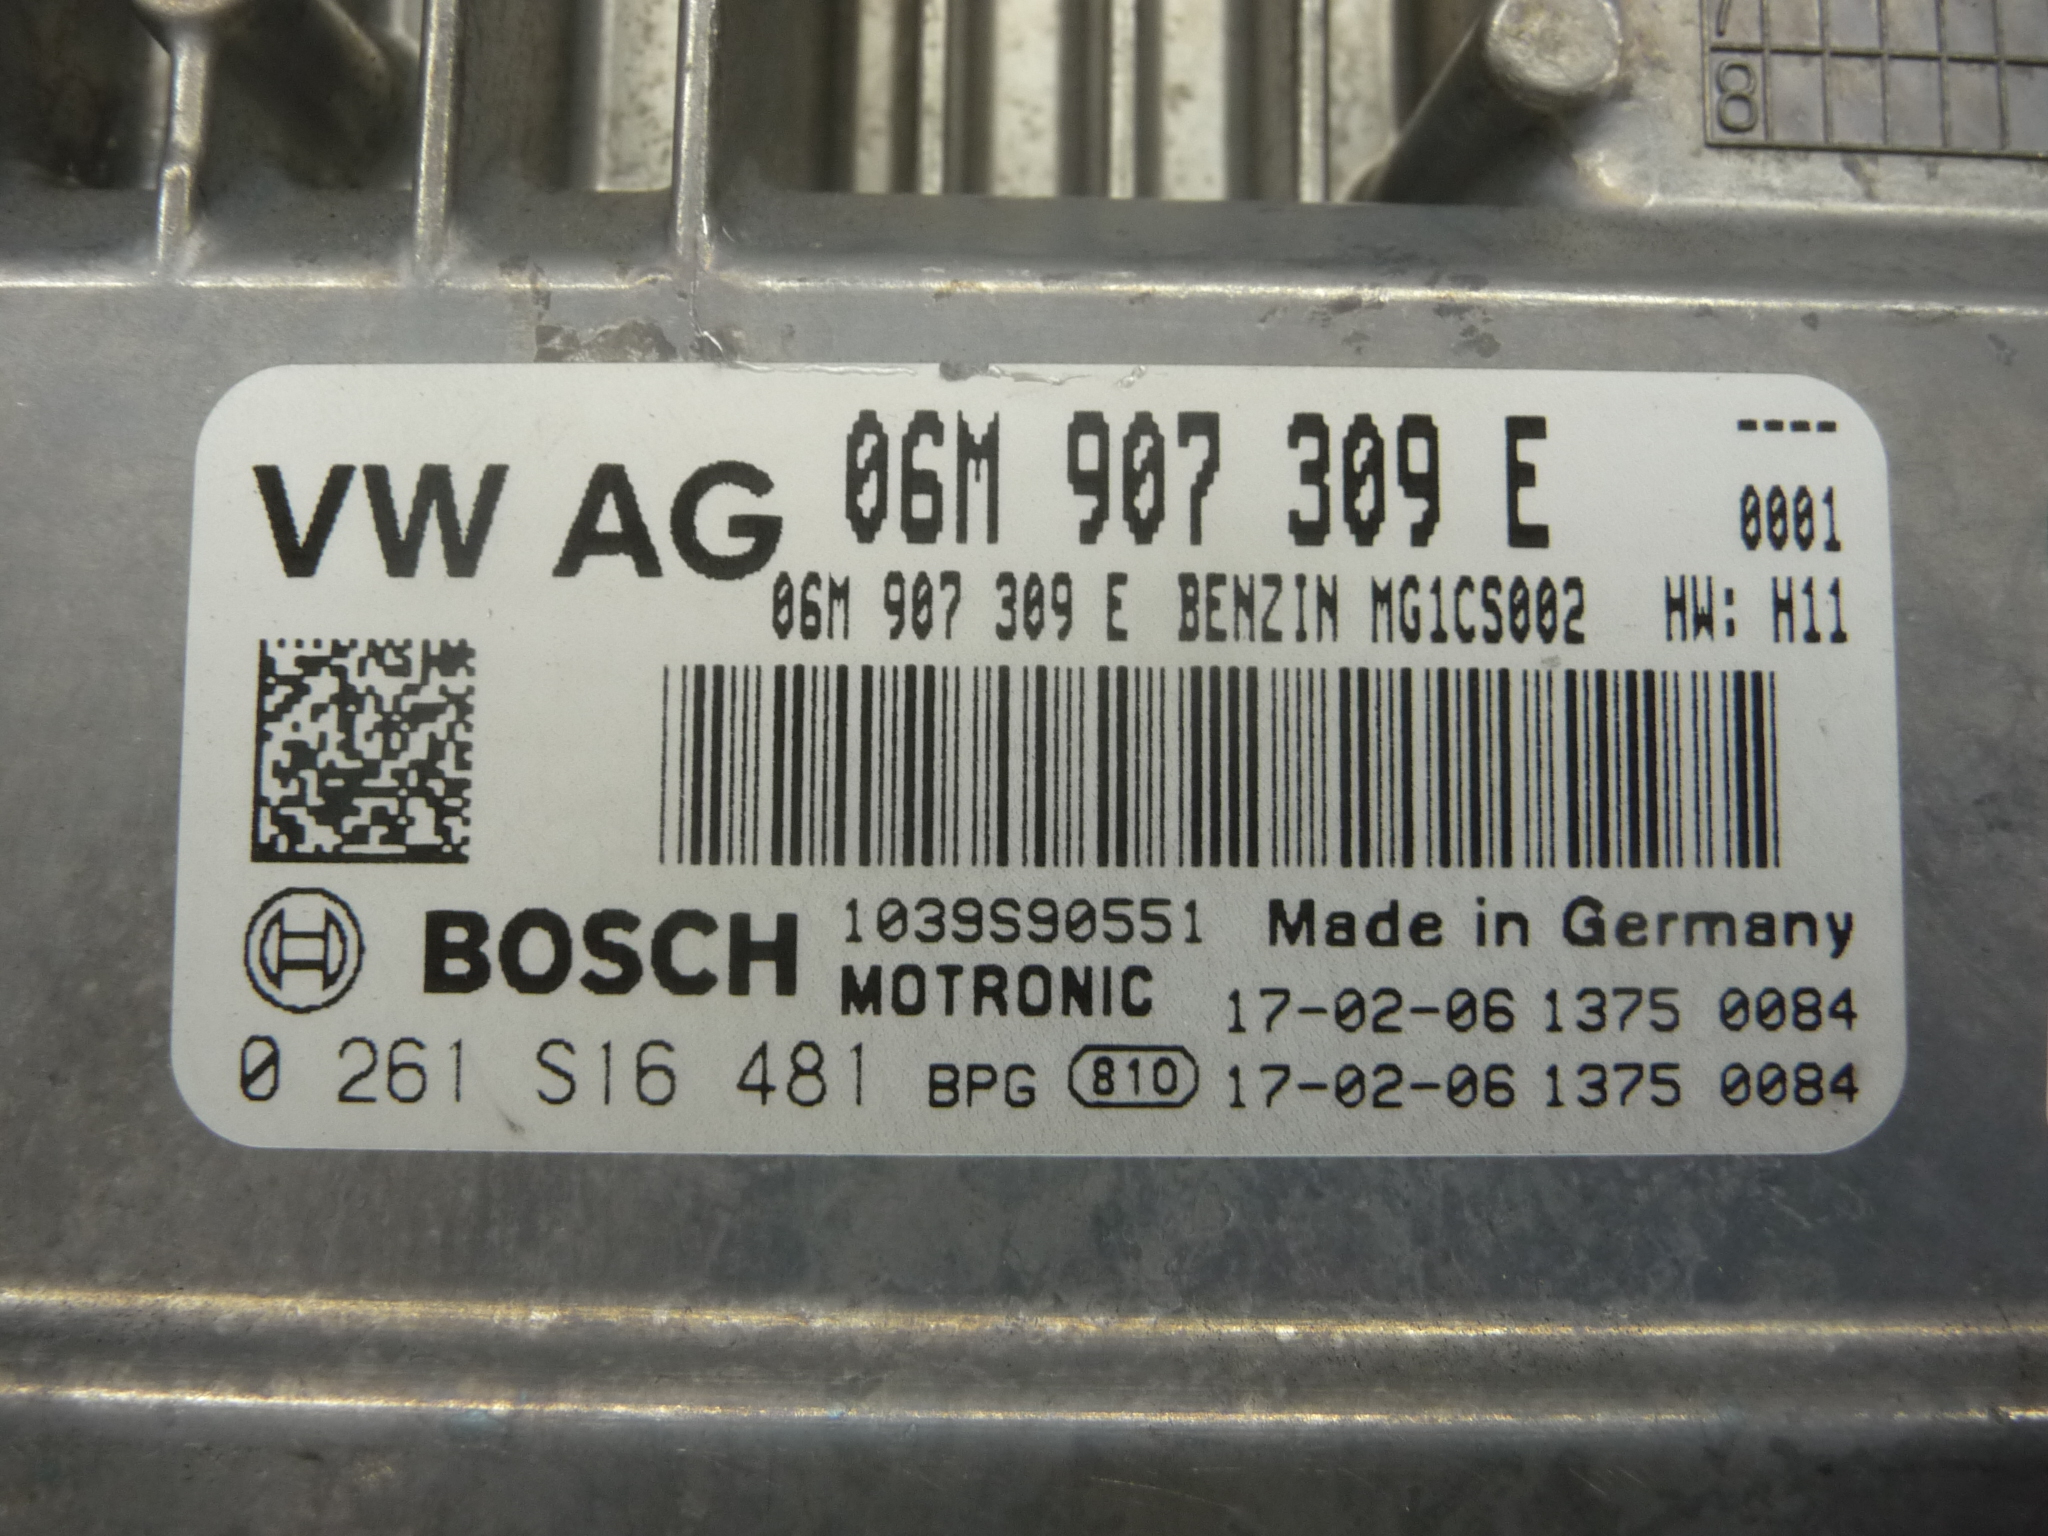 7
8
VW AG 06M 907 309 E ----
0001
06M 907 309 E BENZIN MG1CS002 HW: H11
BOSCH 1039S90551 Made in Germany
MOTRONIC 17-02-06 1375 0084
0 261 S16 481 BPG 810 17-02-06 1375 0084